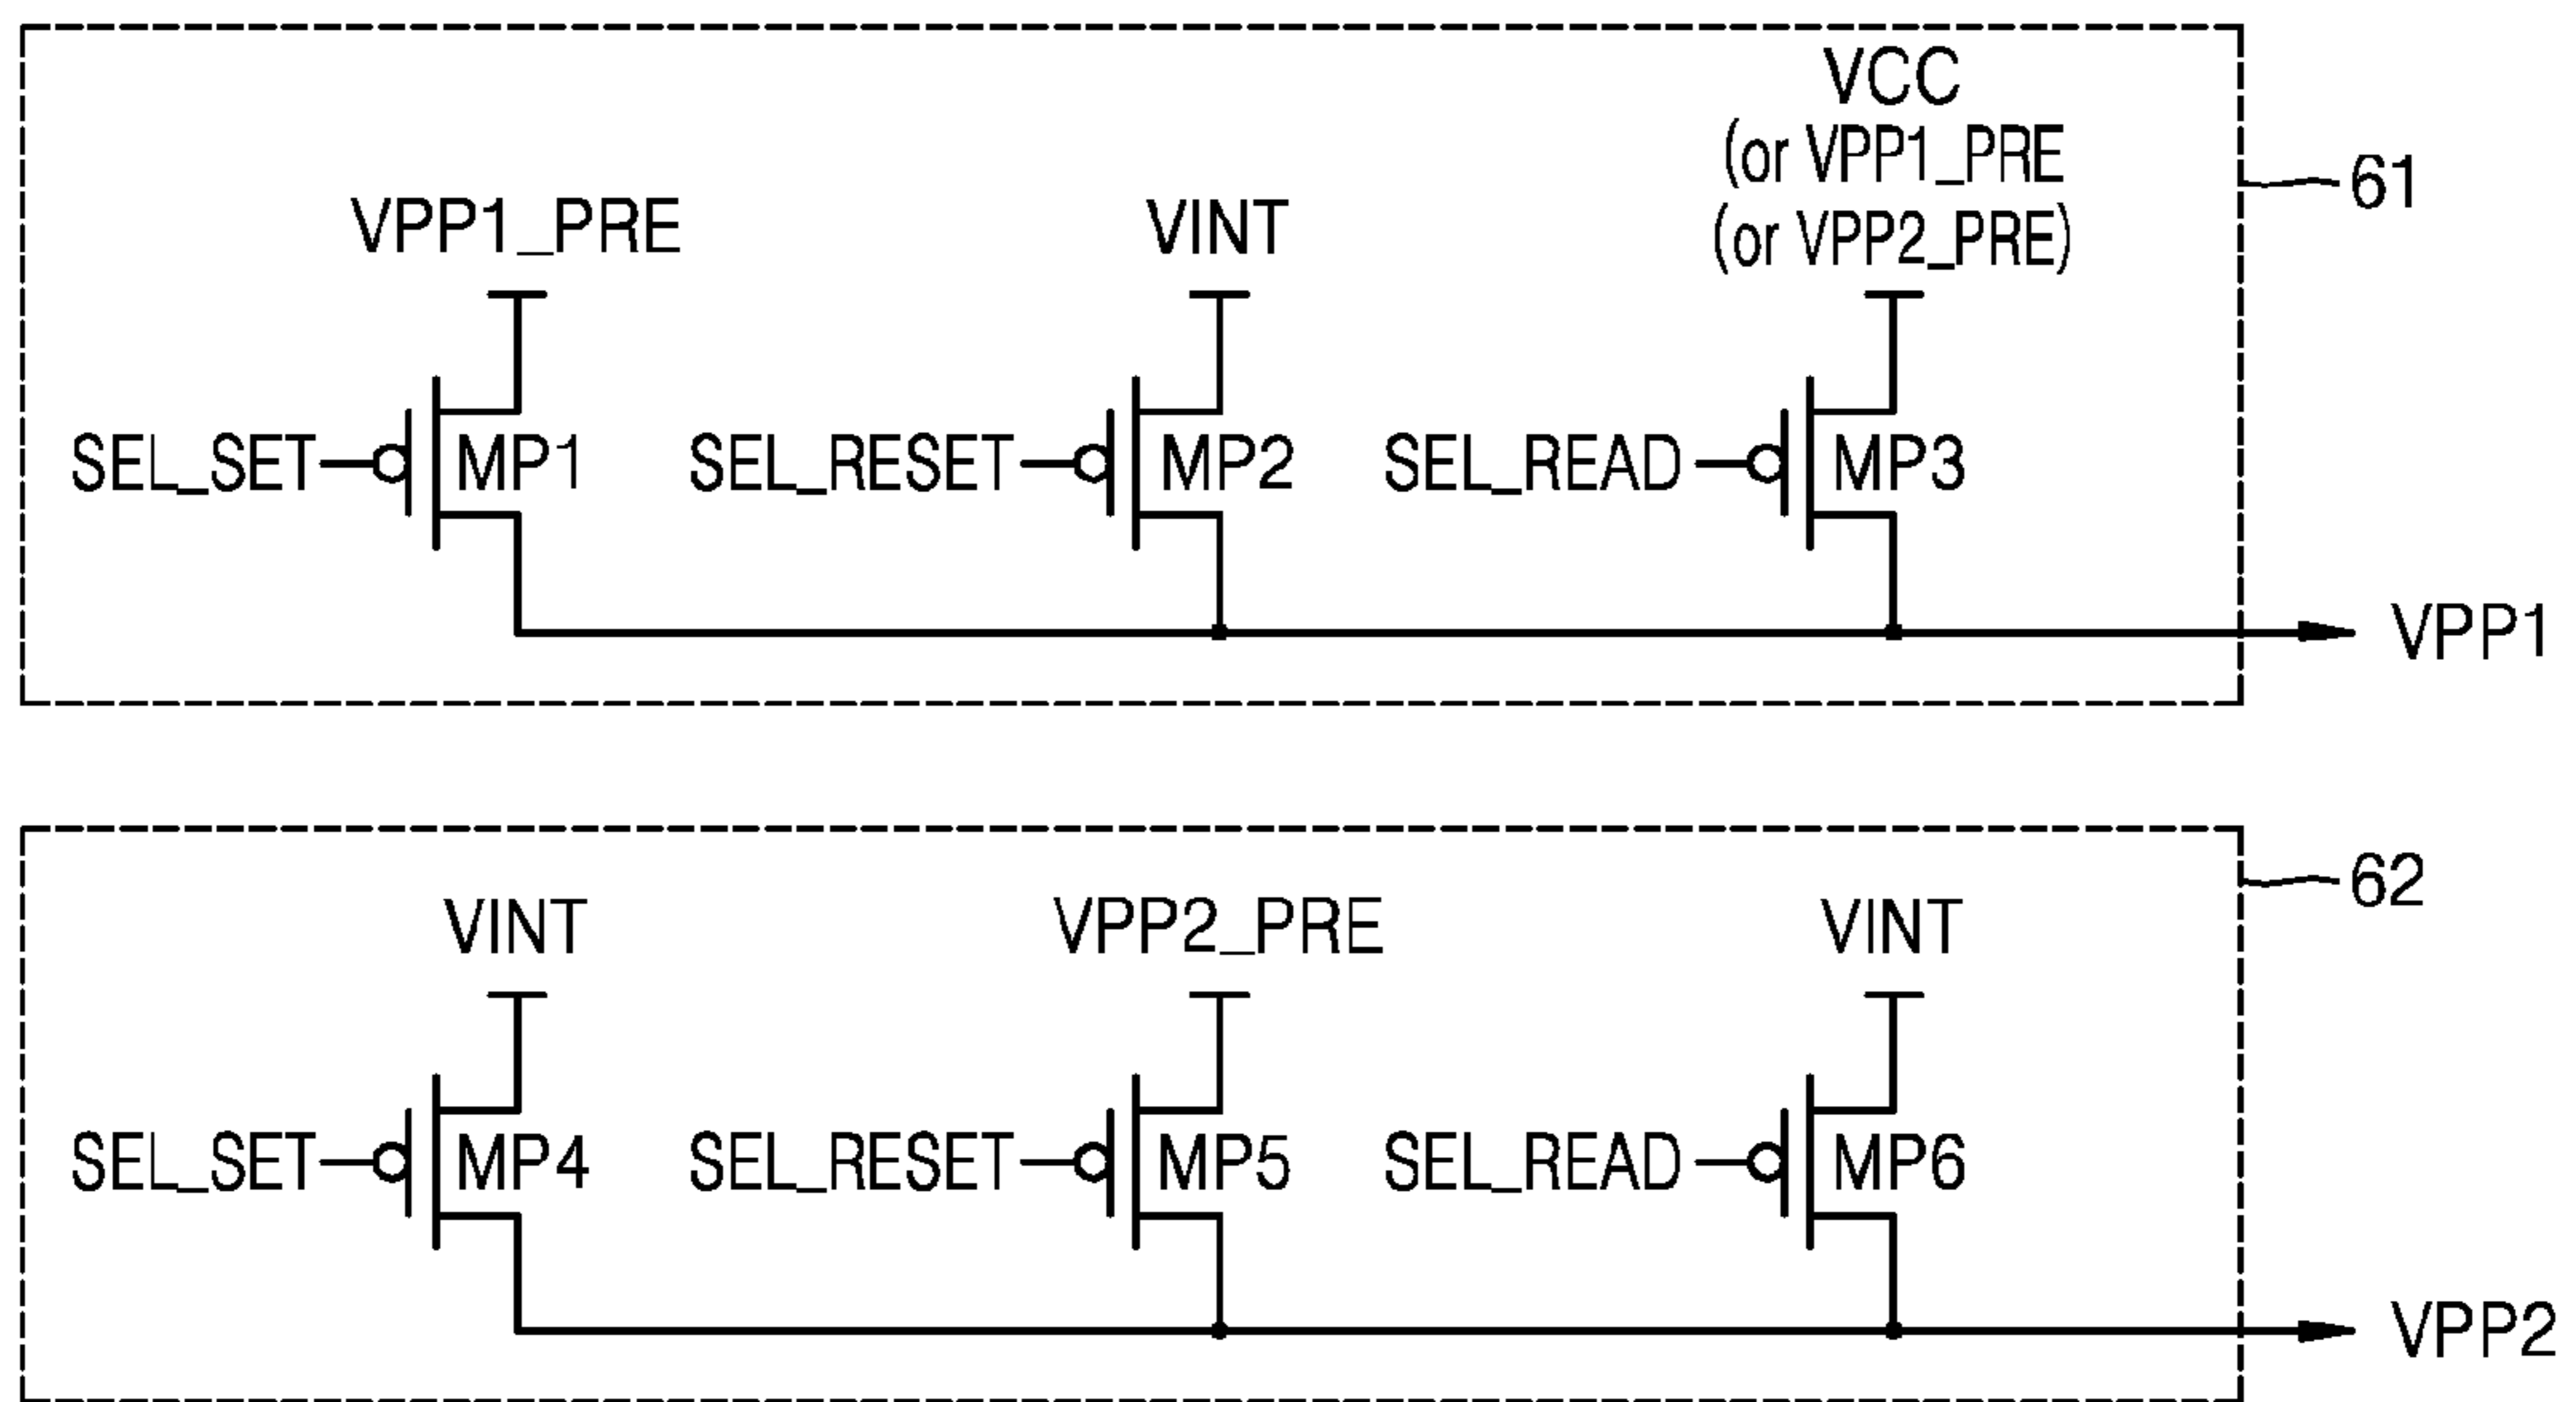 VCC
(or VPP1_PRE
(or VPP2_PRE)
61
VPP1_PRE
VINT
SEL_SET
MP1
SEL_RESET
MP2
SEL_READ
MP3
VPP1
62
VINT
VPP2_PRE
VINT
SEL_SET
MP4
SEL_RESET
MP5
SEL_READ
MP6
VPP2